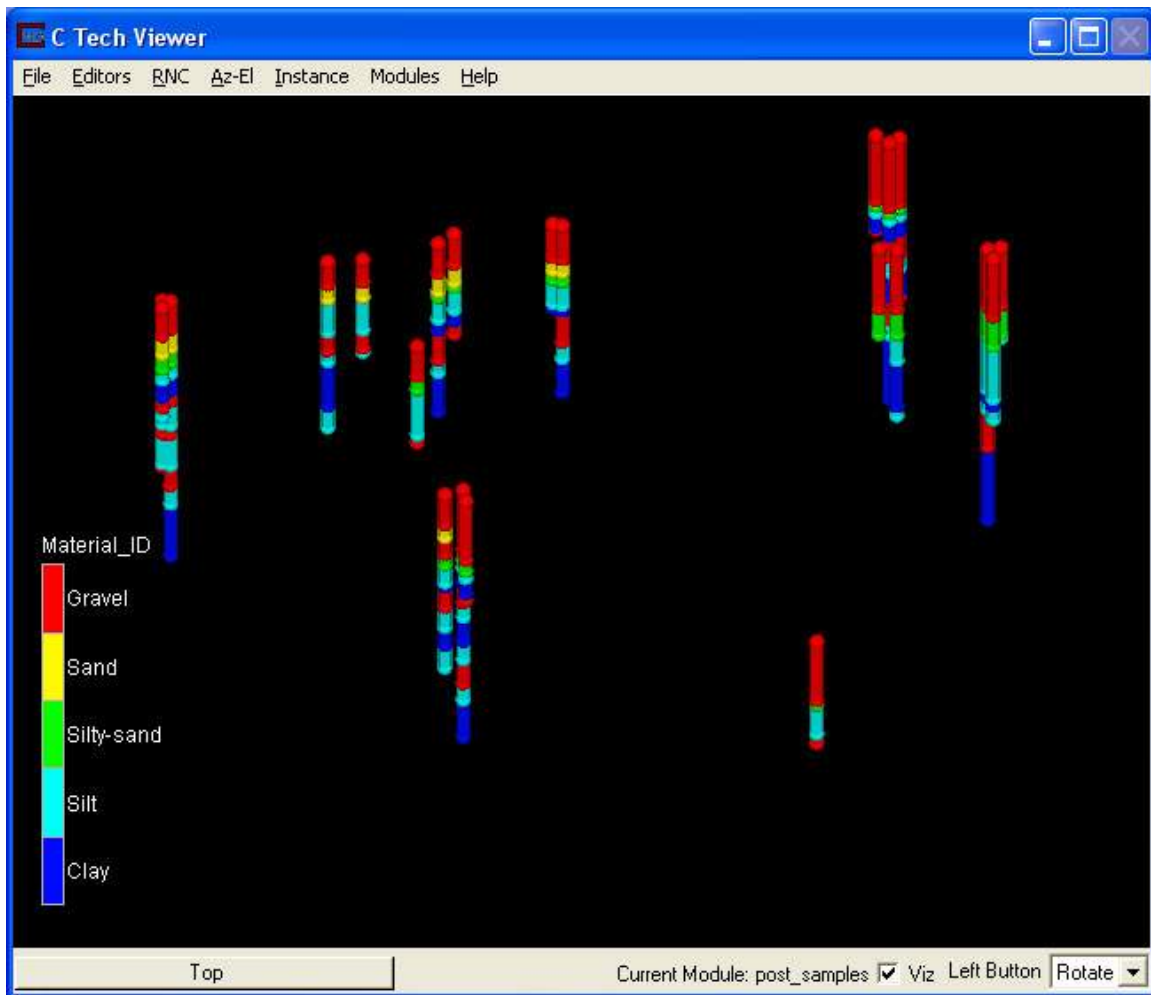 C Tech Viewer
File Editors RNC Az-El Instance Modules Help
Material_ID
Gravel
Sand
Silty-sand
Silt
Clay
Top Current Module: post_samples Viz Left Button Rotate